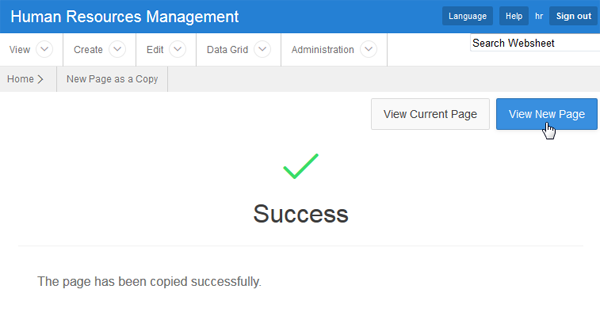 Human Resources Management Language Help hr Sign out
View Create Edit Data Grid Administration Search Websheet
Home New Page as a Copy
View Current Page View New Page
Success
The page has been copied successfully.